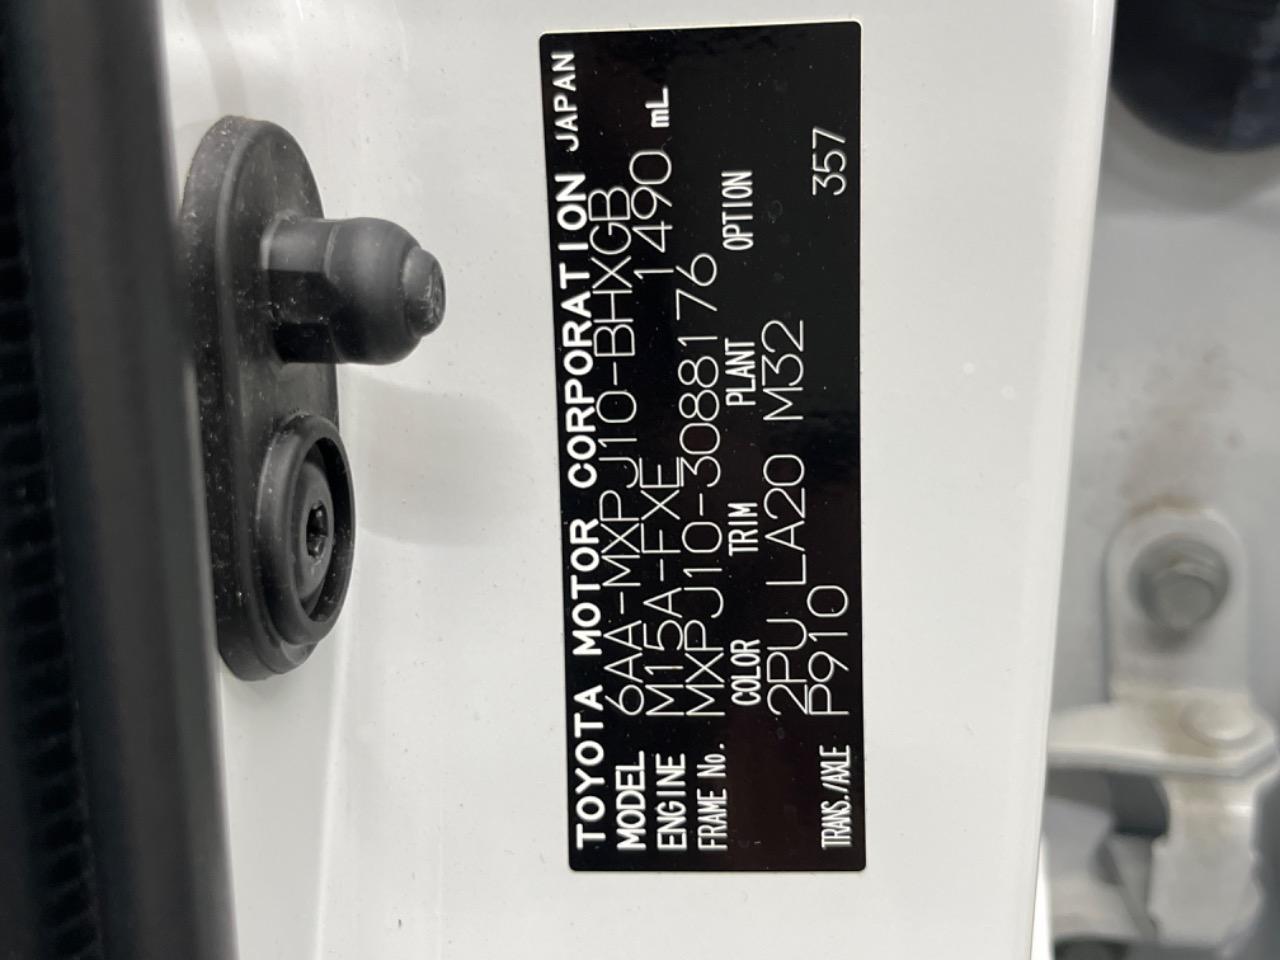 TOYOTA MOTOR CORPORATION JAPAN
MODEL 6AA-MXPJ10-BHXGB
ENGINE M15A-FXE 1490 mL
FRAME No. MXPJ10-3088176
COLOR TRIM PLANT OPTION
2PU LA20 M32
TRANS./AXLE P910 357